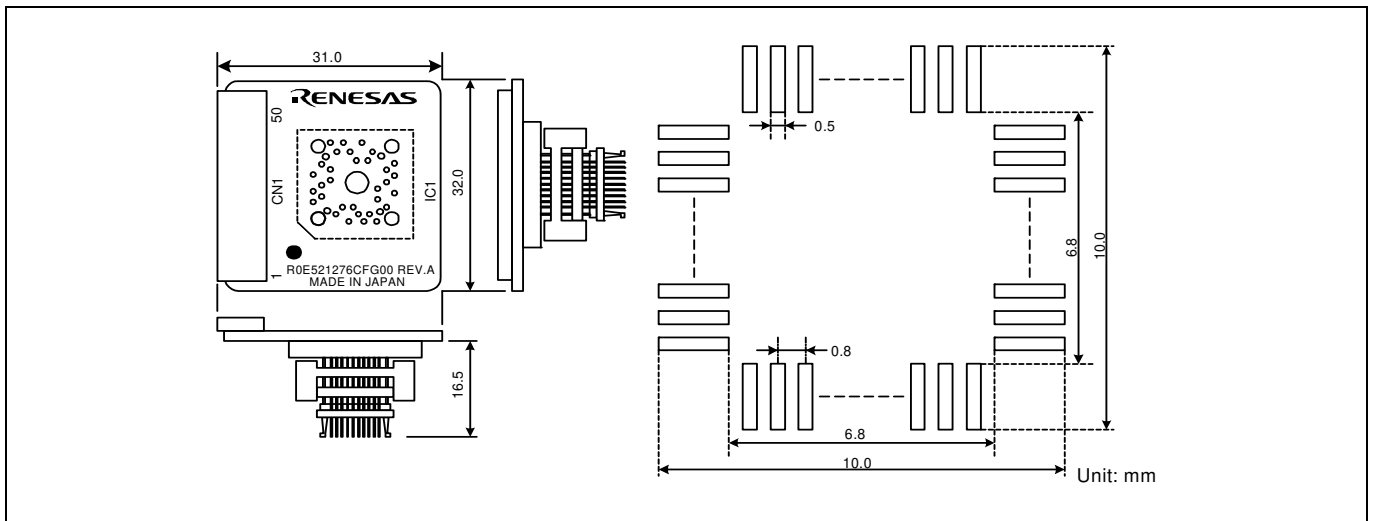 31.0
RENESAS
50
CN1
1
IC1
R0E521276CFG00 REV.A
MADE IN JAPAN
32.0
16.5
0.5
6.8
10.0
0.8
6.8
10.0
Unit: mm